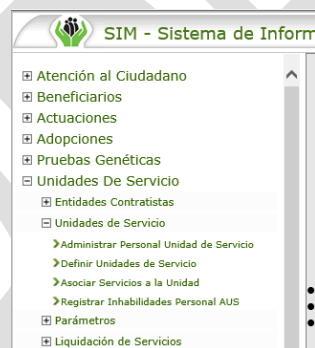 SIM - Sistema de Inform
Atención al Ciudadano
Beneficiarios
Actuaciones
Adopciones
Pruebas Genéticas
Unidades De Servicio
Entidades Contratistas
Unidades de Servicio
Administrar Personal Unidad de Servicio
Definir Unidades de Servicio
Asociar Servicios a la Unidad
Registrar Inhabilidades Personal AUS
Parámetros
Liquidación de Servicios